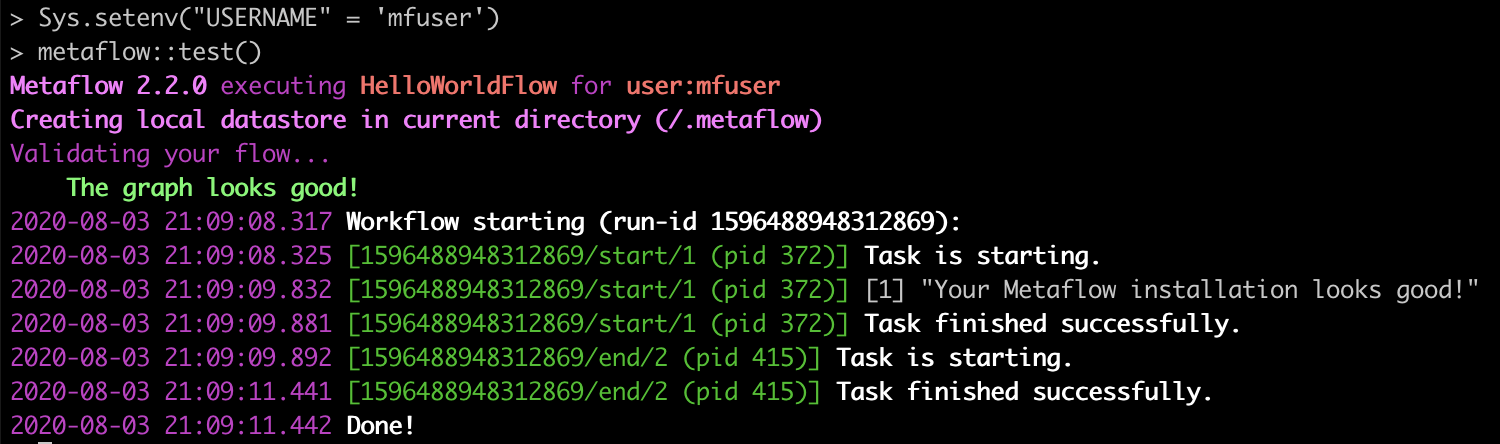 > Sys.setenv("USERNAME" = 'mfuser')
> metaflow::test()
Metaflow 2.2.0 executing HelloWorldFlow for user:mfuser
Creating local datastore in current directory (/.metaflow)
Validating your flow...
    The graph looks good!
2020-08-03 21:09:08.317 Workflow starting (run-id 1596488948312869):
2020-08-03 21:09:08.325 [1596488948312869/start/1 (pid 372)] Task is starting.
2020-08-03 21:09:09.832 [1596488948312869/start/1 (pid 372)] [1] "Your Metaflow installation looks good!"
2020-08-03 21:09:09.881 [1596488948312869/start/1 (pid 372)] Task finished successfully.
2020-08-03 21:09:09.892 [1596488948312869/end/2 (pid 415)] Task is starting.
2020-08-03 21:09:11.441 [1596488948312869/end/2 (pid 415)] Task finished successfully.
2020-08-03 21:09:11.442 Done!